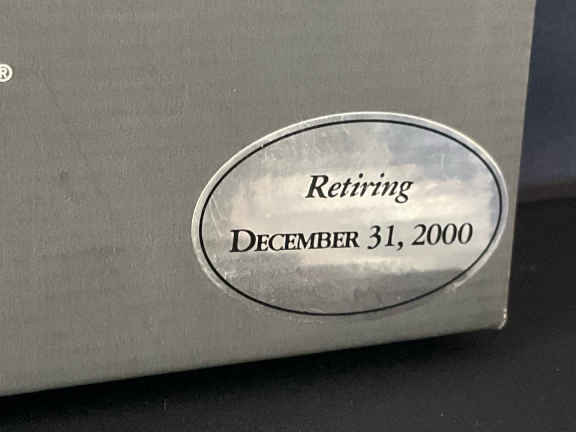 ®
Retiring
DECEMBER 31, 2000